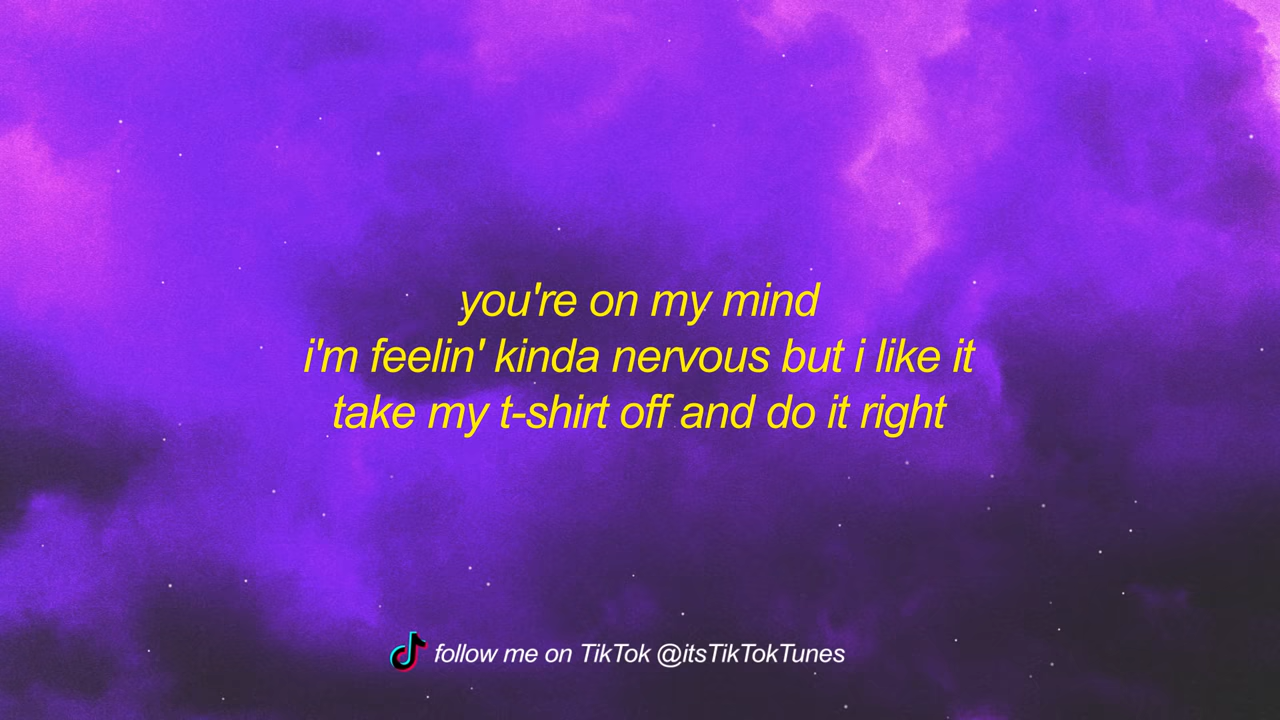 you're on my mind
i'm feelin' kinda nervous but i like it
take my t-shirt off and do it right
follow me on TikTok @itsTikTokTunes